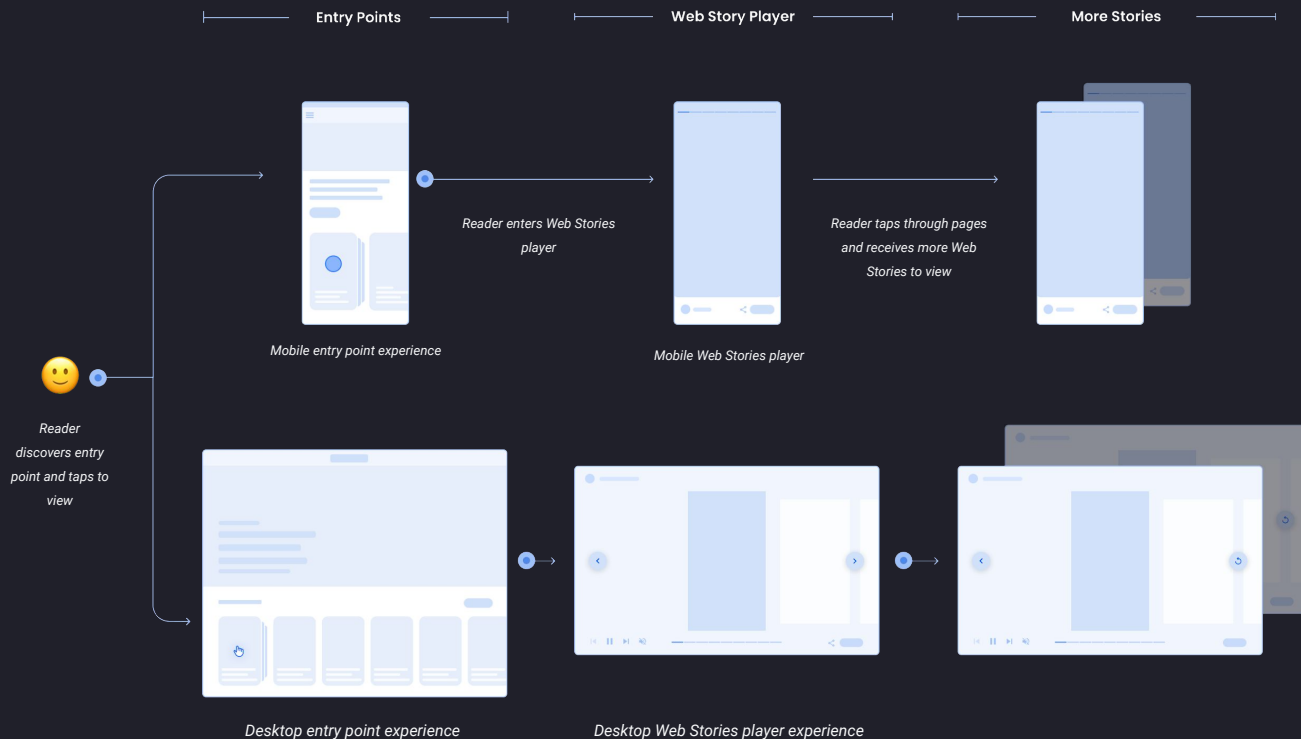 Entry Points
Web Story Player
More Stories
Reader enters Web Stories
player
Reader taps through pages
and receives more Web
Stories to view
Mobile entry point experience
Mobile Web Stories player
Reader
discovers entry
point and taps to
view
Desktop entry point experience
Desktop Web Stories player experience